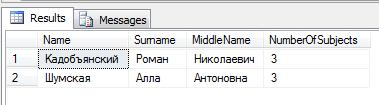 Results Messages
Name Surname MiddleName NumberOfSubjects
1 Кадобъянский Роман Николаевич 3
2 Шумская Алла Антоновна 3